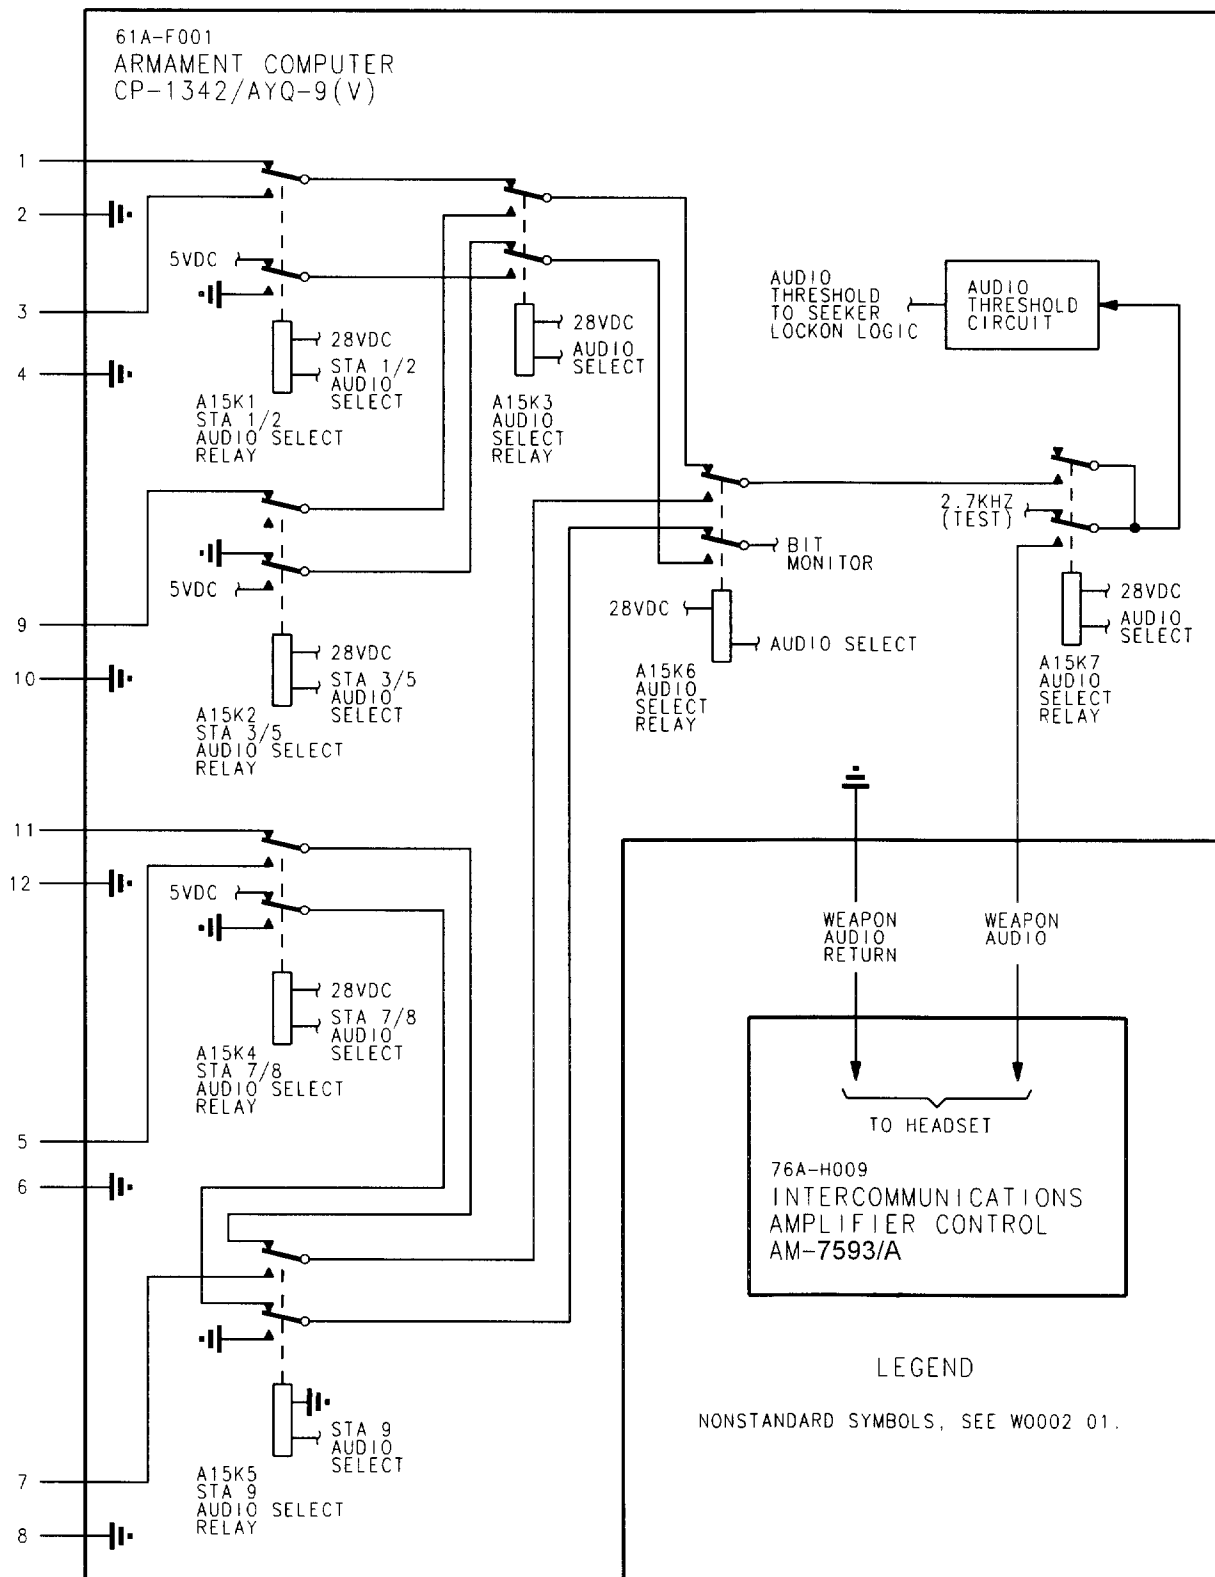 61A-F001
ARMAMENT COMPUTER
CP-1342/AYQ-9(V)
1
2
3
4
5VDC
28VDC
STA 1/2
AUDIO
SELECT
A15K1
STA 1/2
AUDIO SELECT
RELAY
28VDC
AUDIO
SELECT
A15K3
AUDIO
SELECT
RELAY
AUDIO
THRESHOLD
TO SEEKER
LOCKON LOGIC
AUDIO
THRESHOLD
CIRCUIT
9
10
5VDC
28VDC
STA 3/5
AUDIO
SELECT
A15K2
STA 3/5
AUDIO SELECT
RELAY
BIT
MONITOR
28VDC
AUDIO SELECT
A15K6
AUDIO
SELECT
RELAY
2.7KHZ
(TEST)
28VDC
AUDIO
SELECT
A15K7
AUDIO
SELECT
RELAY
11
12
5VDC
28VDC
STA 7/8
AUDIO
SELECT
A15K4
STA 7/8
AUDIO SELECT
RELAY
WEAPON
AUDIO
RETURN
WEAPON
AUDIO
TO HEADSET
76A-H009
INTERCOMMUNICATIONS
AMPLIFIER CONTROL
AM-7593/A
5
6
7
8
STA 9
AUDIO
SELECT
A15K5
STA 9
AUDIO SELECT
RELAY
LEGEND
NONSTANDARD SYMBOLS, SEE W0002 01.